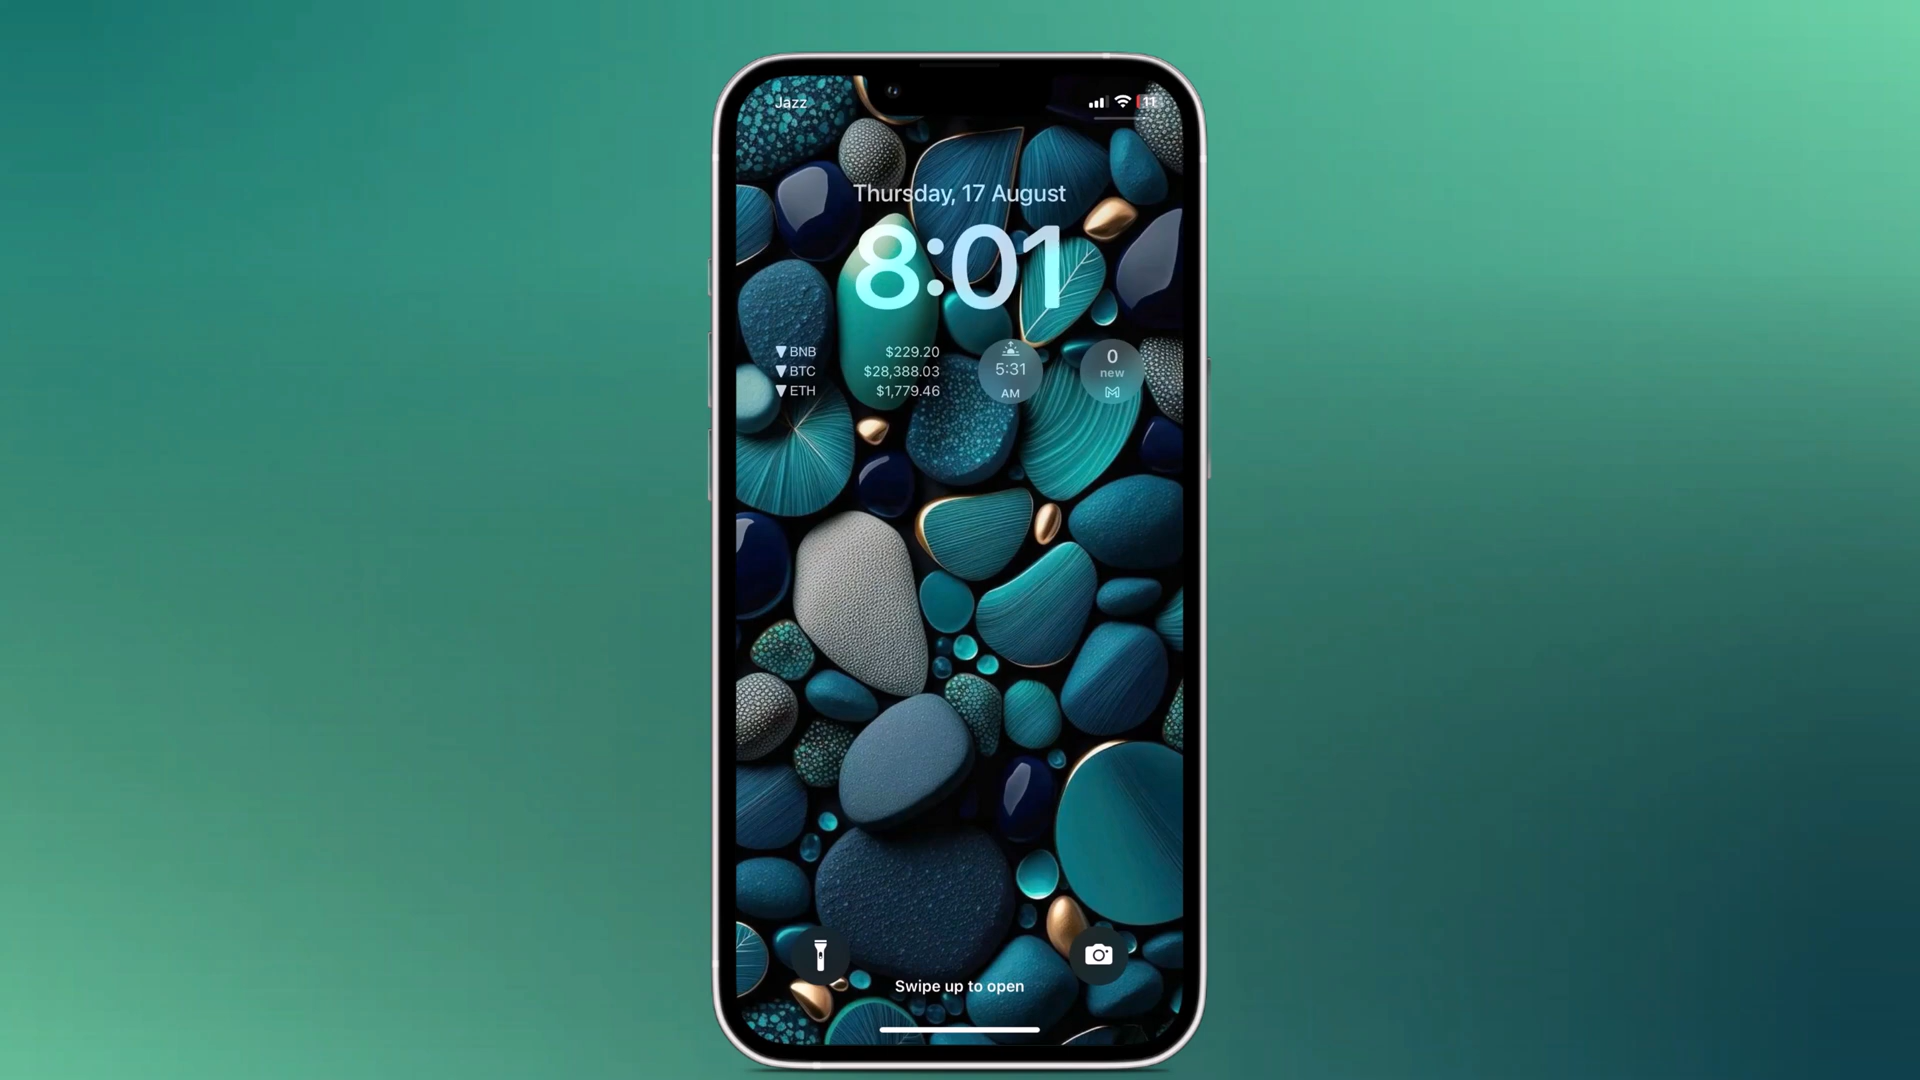 Jazz
11
Thursday, 17 August
8:01
BNB $229.20
BTC $28,388.03
ETH $1,779.46
5:31
AM
0
new
Swipe up to open